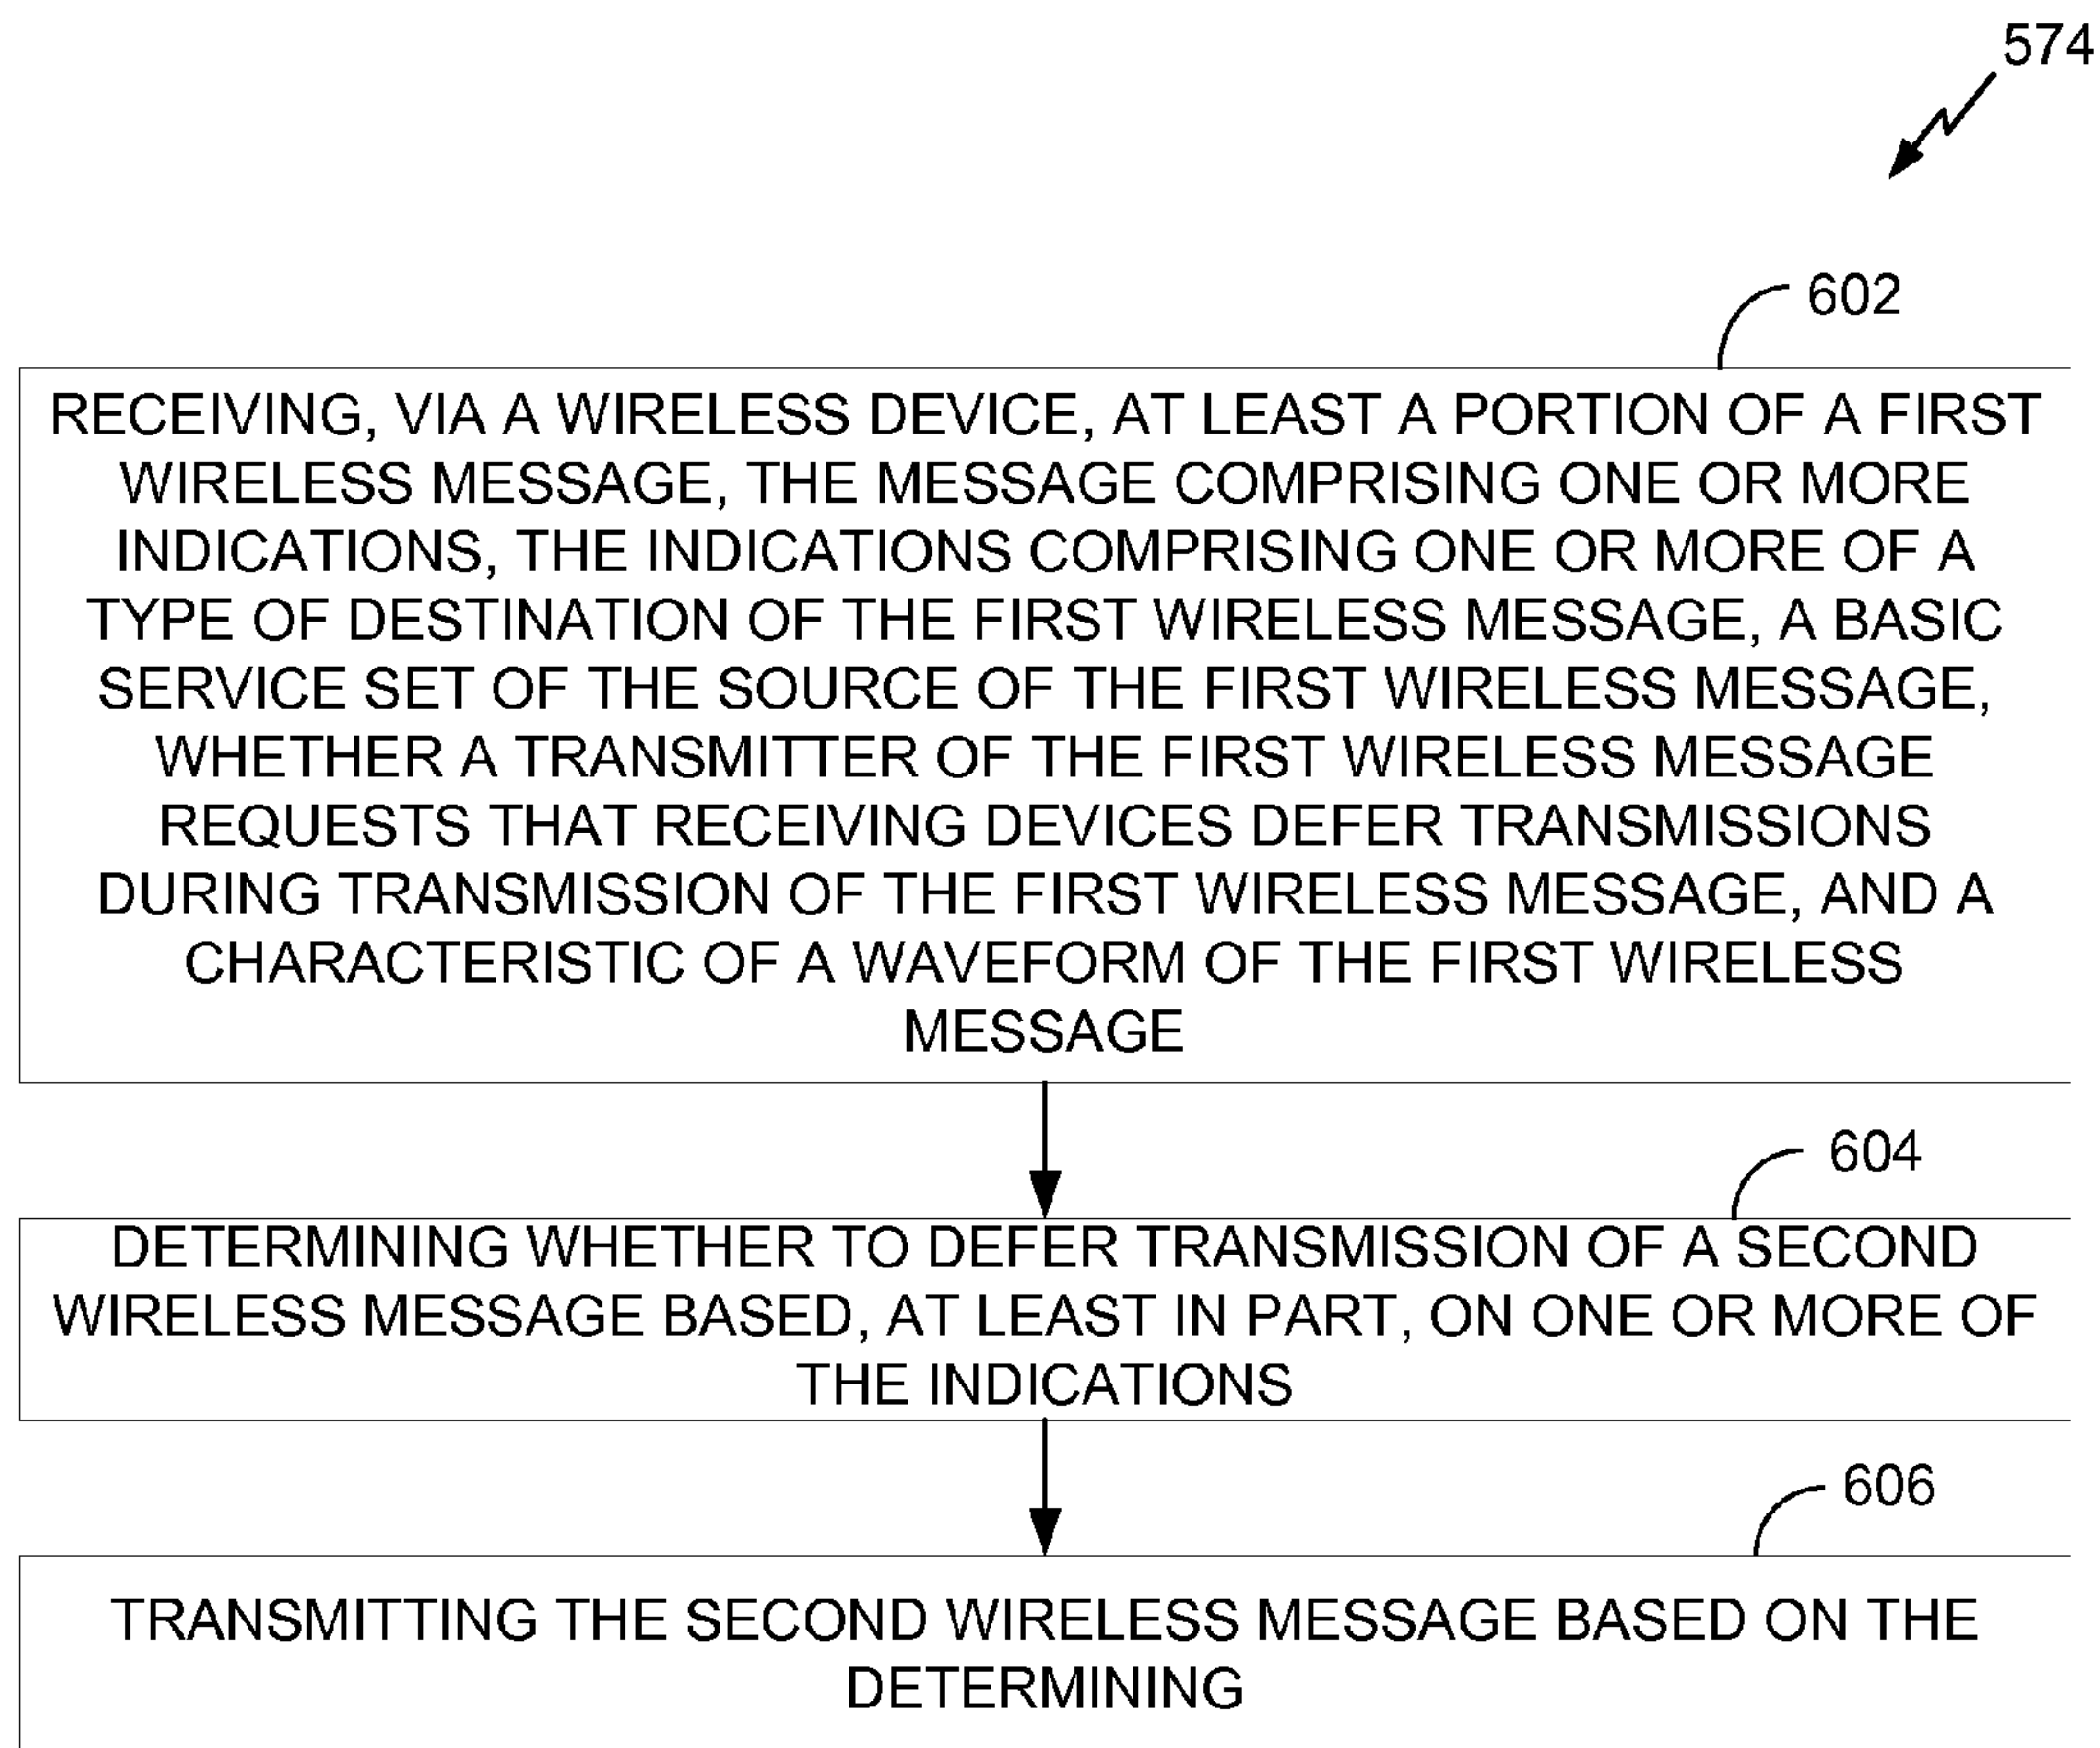 574
602
RECEIVING, VIA A WIRELESS DEVICE, AT LEAST A PORTION OF A FIRST
WIRELESS MESSAGE, THE MESSAGE COMPRISING ONE OR MORE
INDICATIONS, THE INDICATIONS COMPRISING ONE OR MORE OF A
TYPE OF DESTINATION OF THE FIRST WIRELESS MESSAGE, A BASIC
SERVICE SET OF THE SOURCE OF THE FIRST WIRELESS MESSAGE,
WHETHER A TRANSMITTER OF THE FIRST WIRELESS MESSAGE
REQUESTS THAT RECEIVING DEVICES DEFER TRANSMISSIONS
DURING TRANSMISSION OF THE FIRST WIRELESS MESSAGE, AND A
CHARACTERISTIC OF A WAVEFORM OF THE FIRST WIRELESS
MESSAGE
604
DETERMINING WHETHER TO DEFER TRANSMISSION OF A SECOND
WIRELESS MESSAGE BASED, AT LEAST IN PART, ON ONE OR MORE OF
THE INDICATIONS
606
TRANSMITTING THE SECOND WIRELESS MESSAGE BASED ON THE
DETERMINING